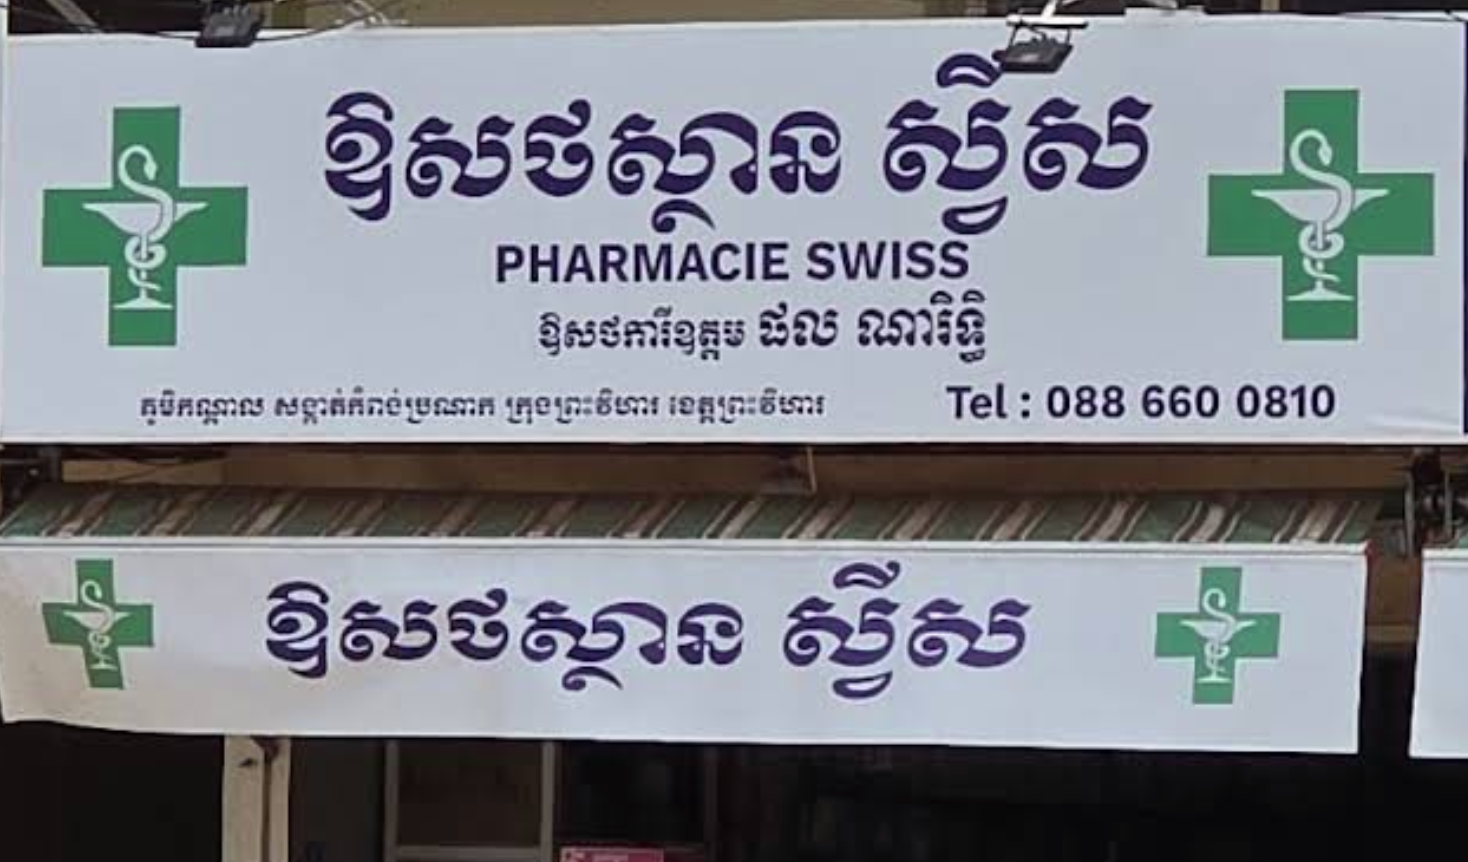 ឱសថស្ថាន ស្វីស
PHARMACIE SWISS
ឱសថការីឧត្តម ផល ណារិទ្ធិ
ភូមិកណ្តាល សង្កាត់កំពង់ប្រណាក ក្រុងព្រះវិហារ ខេត្តព្រះវិហារ
Tel : 088 660 0810
ឱសថស្ថាន ស្វីស